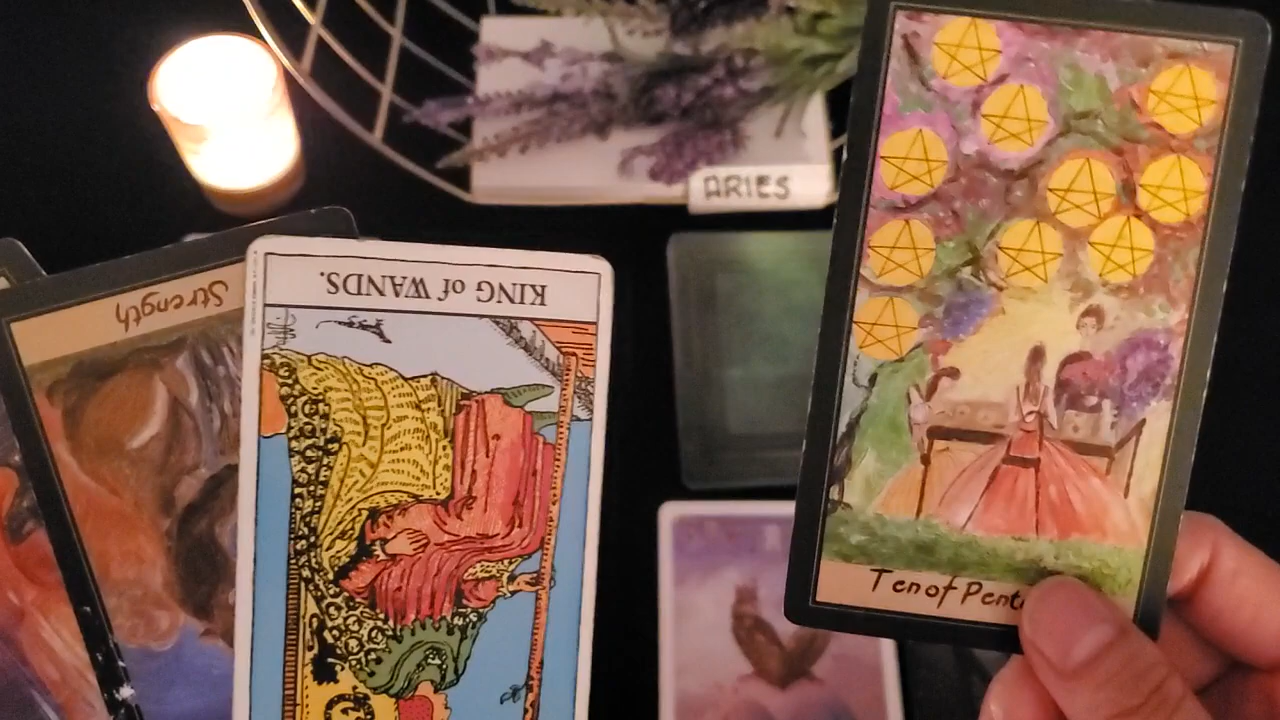 ARIES
Strength
KING of WANDS.
Ten of Pent